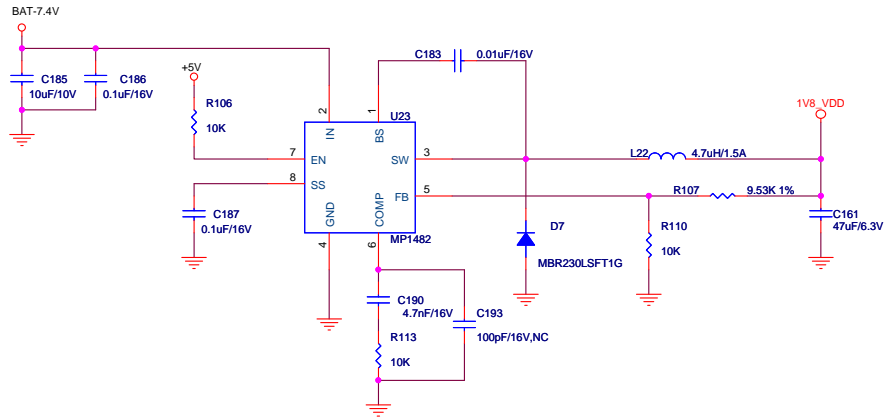 BAT-7.4V
C185
10uF/10V
C186
0.1uF/16V
+5V
R106
10K
C183
0.01uF/16V
U23
2
IN
1
BS
7
EN
8
SS
SW
3
FB
5
GND
4
COMP
6
MP1482
C187
0.1uF/16V
C190
4.7nF/16V
R113
10K
C193
100pF/16V,NC
D7
MBR230LSFT1G
L22
4.7uH/1.5A
R107
9.53K 1%
R110
10K
1V8_VDD
C161
47uF/6.3V